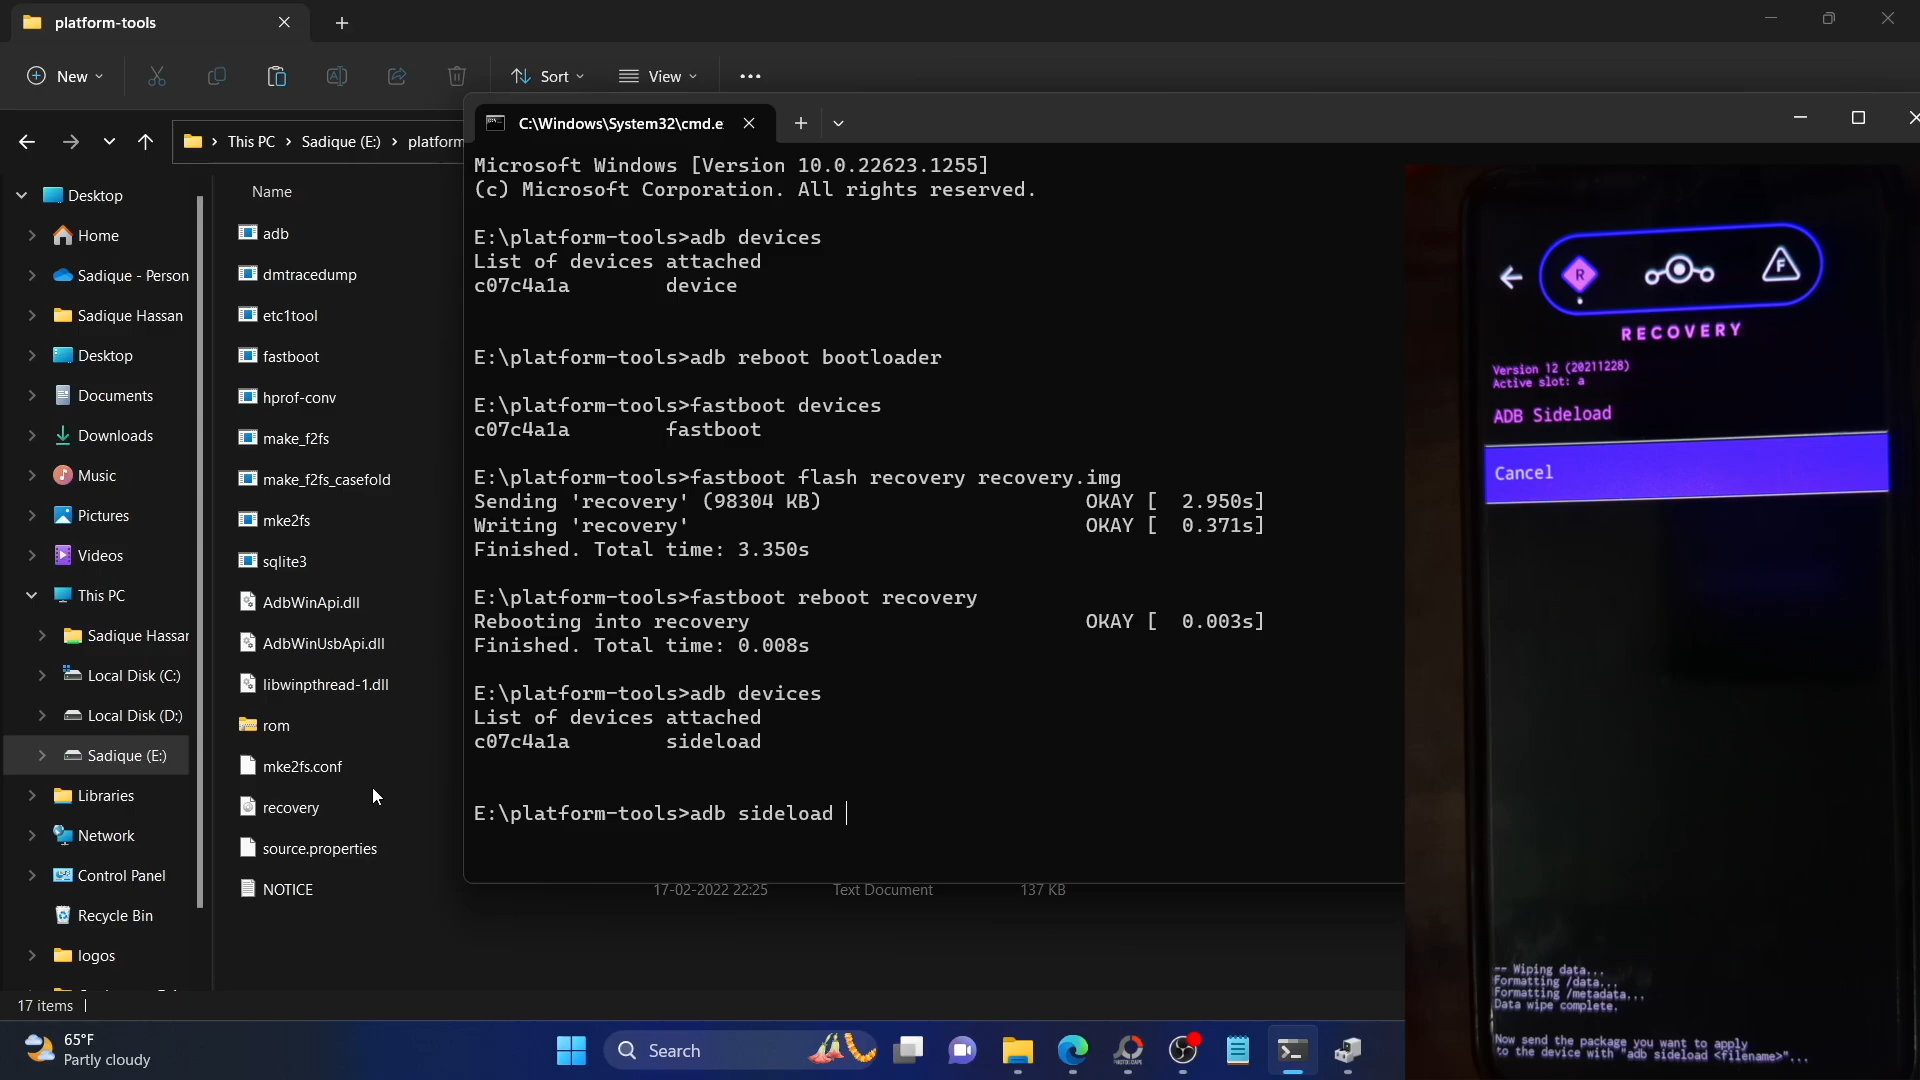 platform-tools
New
Sort
View
This PC
Sadique (E:)
platform
C:\Windows\System32\cmd.e
Desktop
Home
Sadique - Person
Sadique Hassan
Desktop
Documents
Downloads
Music
Pictures
Videos
This PC
Sadique Hassar
Local Disk (C:)
Local Disk (D:)
Sadique (E:)
Libraries
Network
Control Panel
Recycle Bin
logos
Name
adb
dmtracedump
etc1tool
fastboot
hprof-conv
make_f2fs
make_f2fs_casefold
mke2fs
sqlite3
AdbWinApi.dll
AdbWinUsbApi.dll
libwinpthread-1.dll
rom
mke2fs.conf
recovery
source.properties
NOTICE
17-02-2022 22:25 Text Document 137 KB
Microsoft Windows [Version 10.0.22623.1255]
(c) Microsoft Corporation. All rights reserved.
E:\platform-tools>adb devices
List of devices attached
c07c4a1a device
E:\platform-tools>adb reboot bootloader
E:\platform-tools>fastboot devices
c07c4a1a fastboot
E:\platform-tools>fastboot flash recovery recovery.img
Sending 'recovery' (98304 KB) OKAY [ 2.950s]
Writing 'recovery' OKAY [ 0.371s]
Finished. Total time: 3.350s
E:\platform-tools>fastboot reboot recovery
Rebooting into recovery OKAY [ 0.003s]
Finished. Total time: 0.008s
E:\platform-tools>adb devices
List of devices attached
c07c4a1a sideload
E:\platform-tools>adb sideload
R
F
RECOVERY
Version 12 (20211228)
Active slot: a
ADB Sideload
Cancel
-- Wiping data...
Formatting /data...
Formatting /metadata...
Data wipe complete.
Now send the package you want to apply
to the device with "adb sideload <filename>"...
17 items
65°F
Partly cloudy
Search